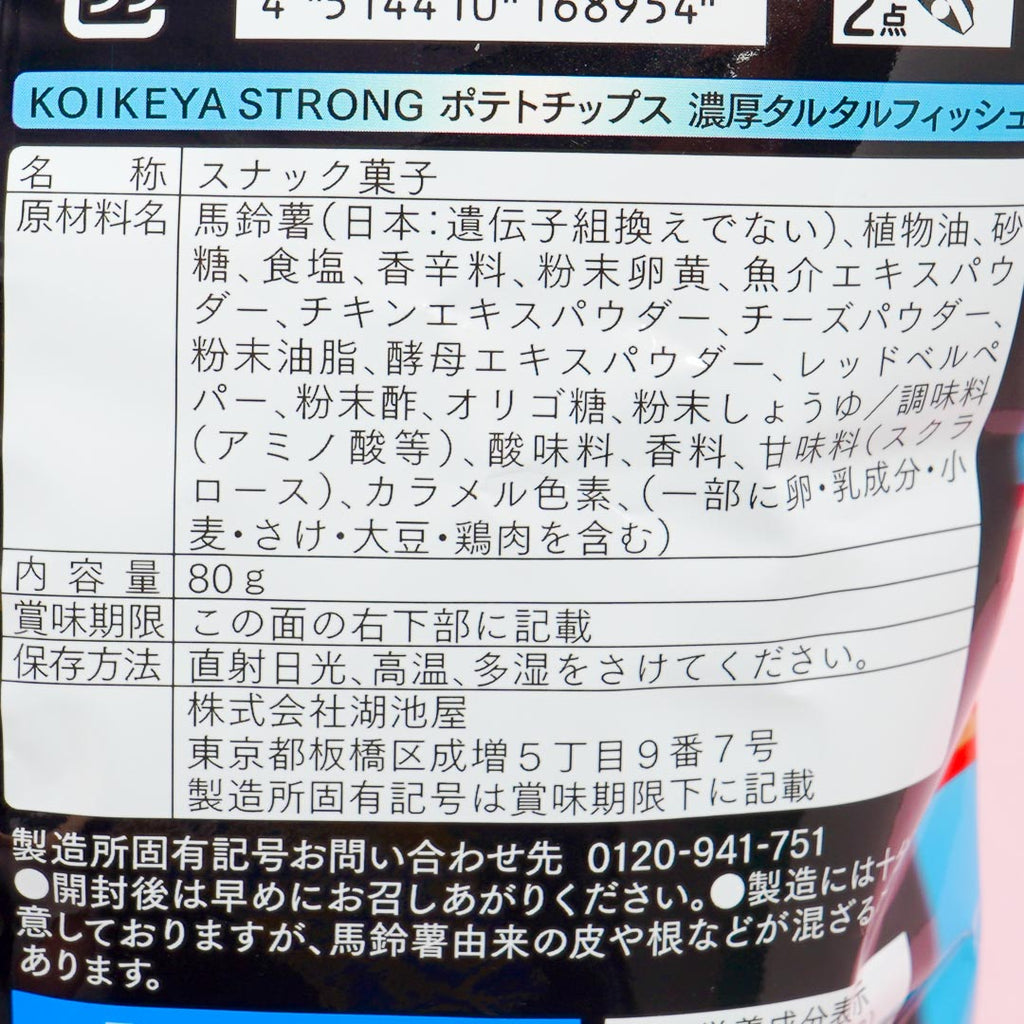 4 514410 168954
2点
KOIKEYA STRONG ポテトチップス 濃厚タルタルフィッシュ
名称 スナック菓子
原材料名 馬鈴薯(日本:遺伝子組換えでない)、植物油、砂
糖、食塩、香辛料、粉末卵黄、魚介エキスパウ
ダー、チキンエキスパウダー、チーズパウダー、
粉末油脂、酵母エキスパウダー、レッドベルペ
パー、粉末酢、オリゴ糖、粉末しょうゆ/調味料
(アミノ酸等)、酸味料、香料、甘味料(スクラ
ロース)、カラメル色素、(一部に卵・乳成分・小
麦・さけ・大豆・鶏肉を含む)
内容量 80g
賞味期限 この面の右下部に記載
保存方法 直射日光、高温、多湿をさけてください。
株式会社湖池屋
東京都板橋区成増5丁目9番7号
製造所固有記号は賞味期限下に記載
製造所固有記号お問い合わせ先 0120-941-751
●開封後は早めにお召しあがりください。●製造には十
意しておりますが、馬鈴薯由来の皮や根などが混ざる
あります。
養成分表示